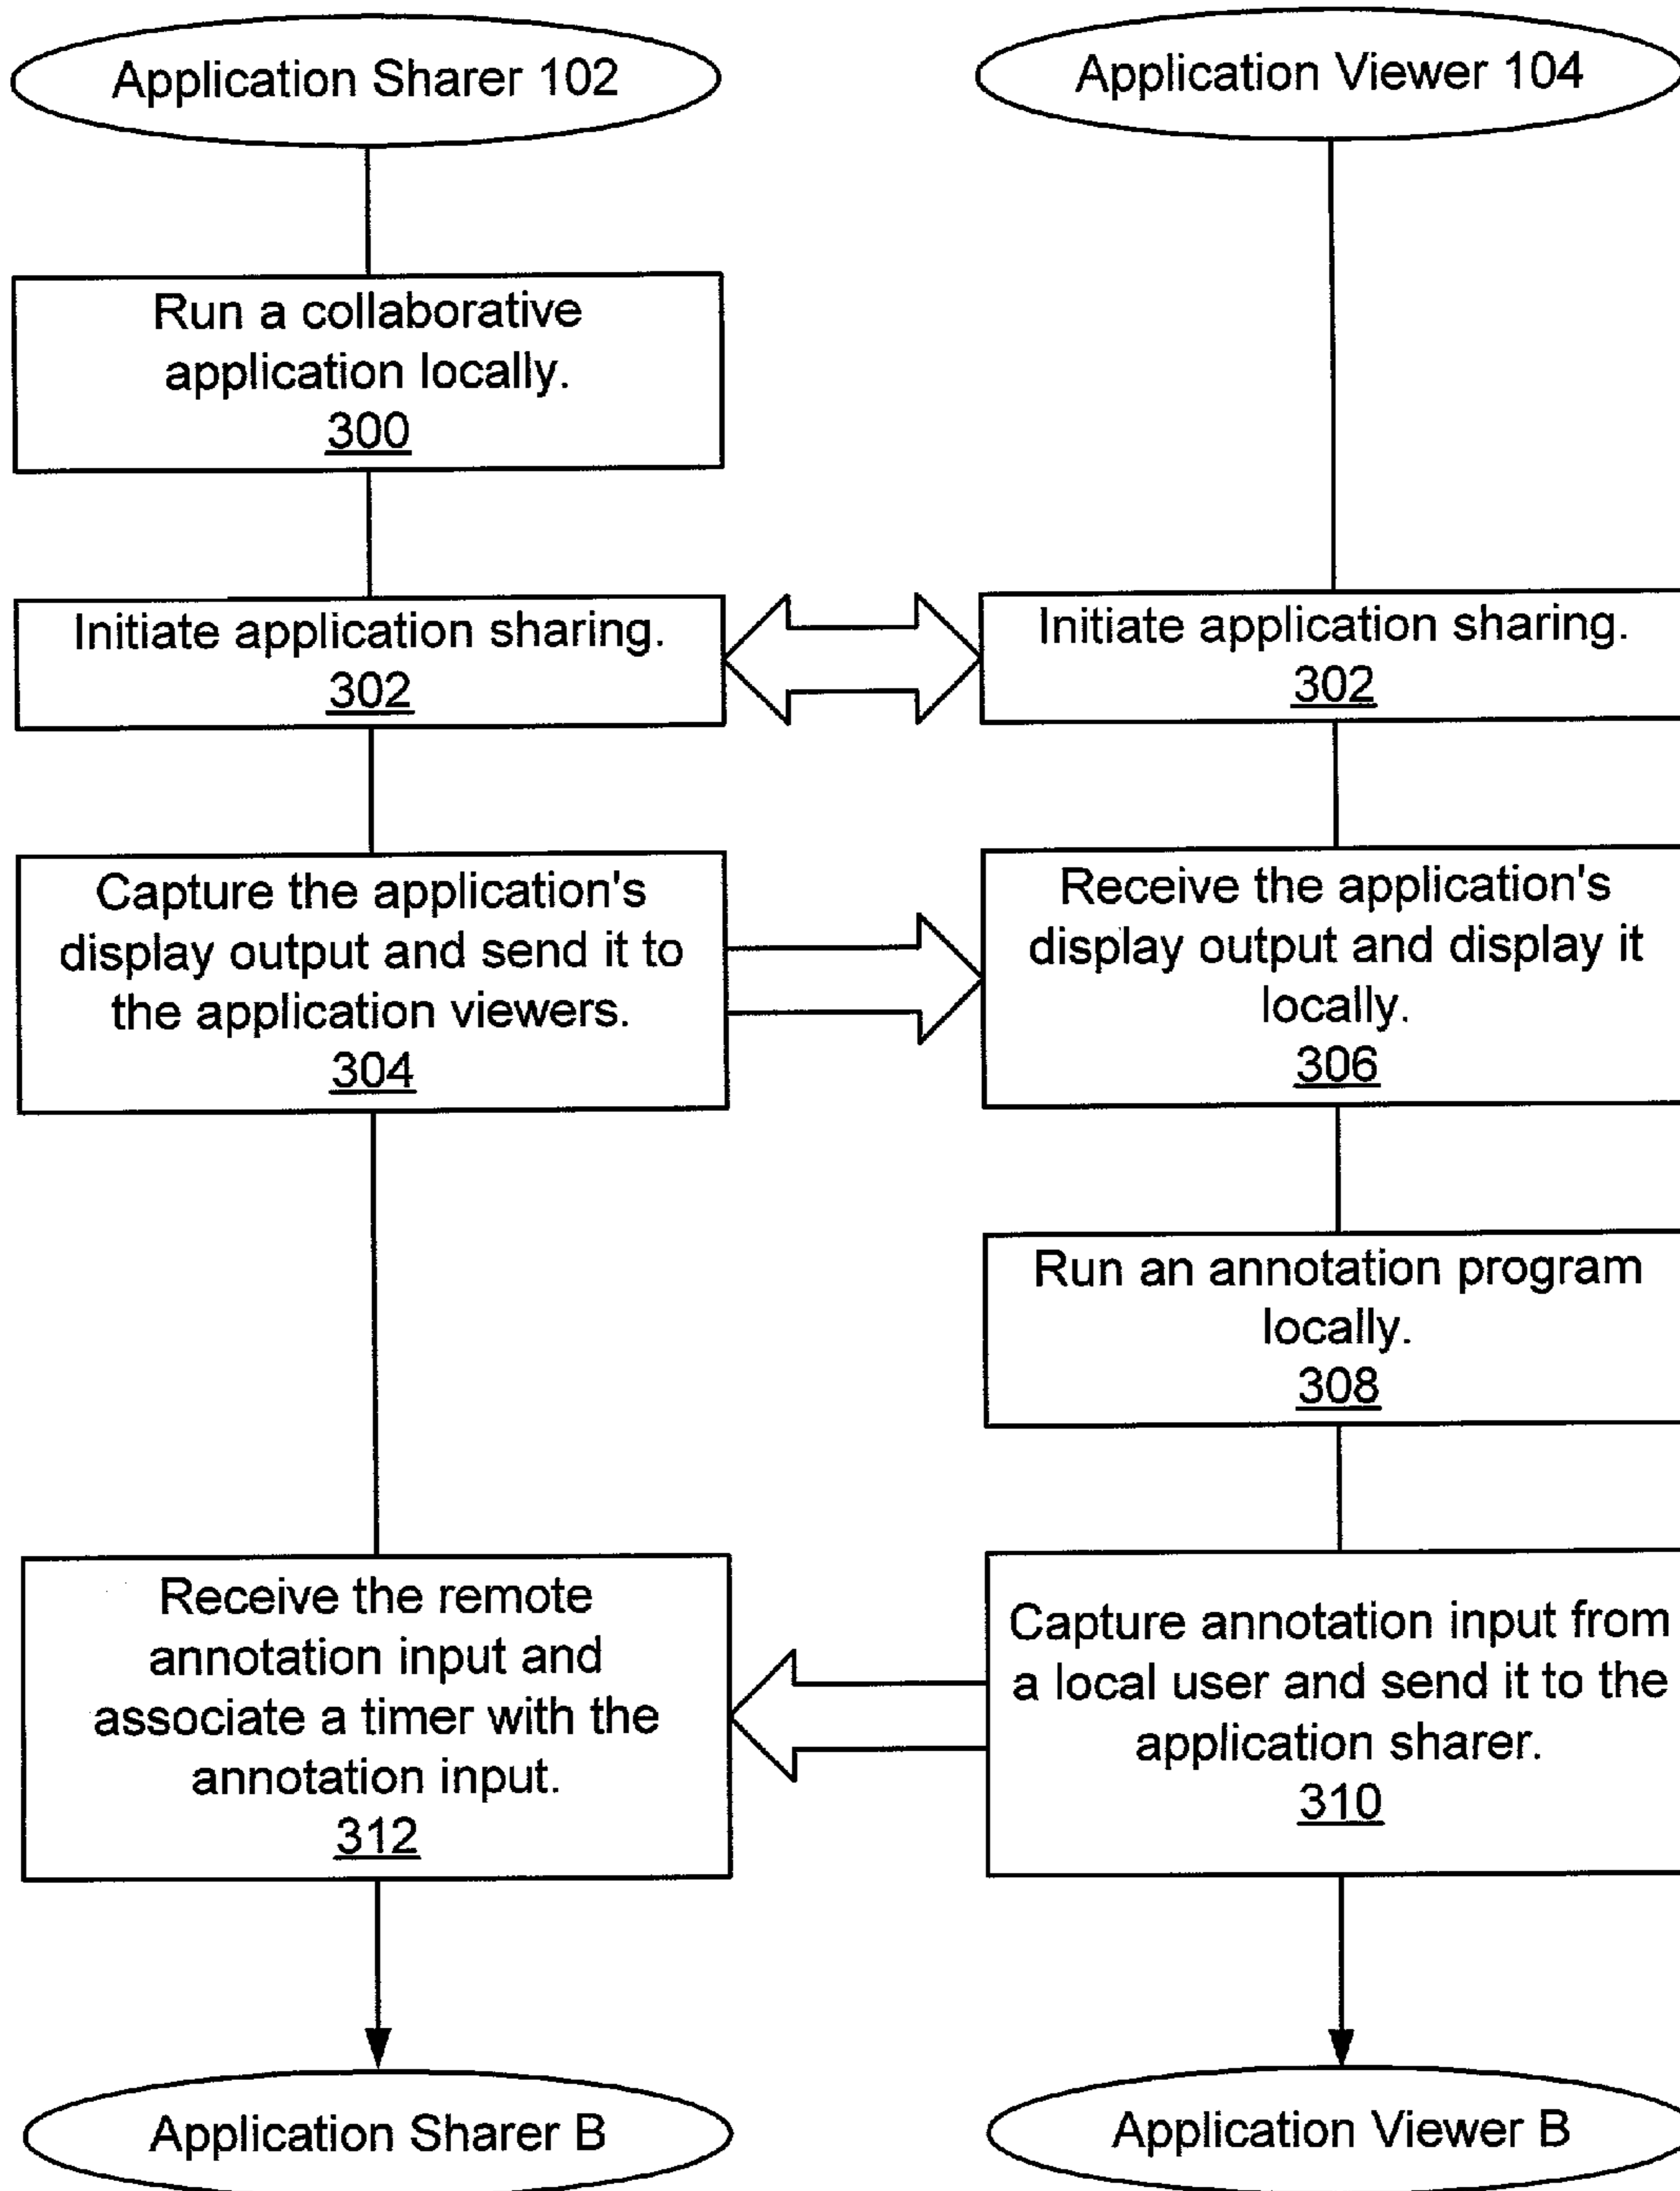 Application Sharer 102
Application Viewer 104
Run a collaborative
application locally.
300
Initiate application sharing.
302
Initiate application sharing.
302
Capture the application's
display output and send it to
the application viewers.
304
Receive the application's
display output and display it
locally.
306
Run an annotation program
locally.
308
Receive the remote
annotation input and
associate a timer with the
annotation input.
312
Capture annotation input from
a local user and send it to the
application sharer.
310
Application Sharer B
Application Viewer B